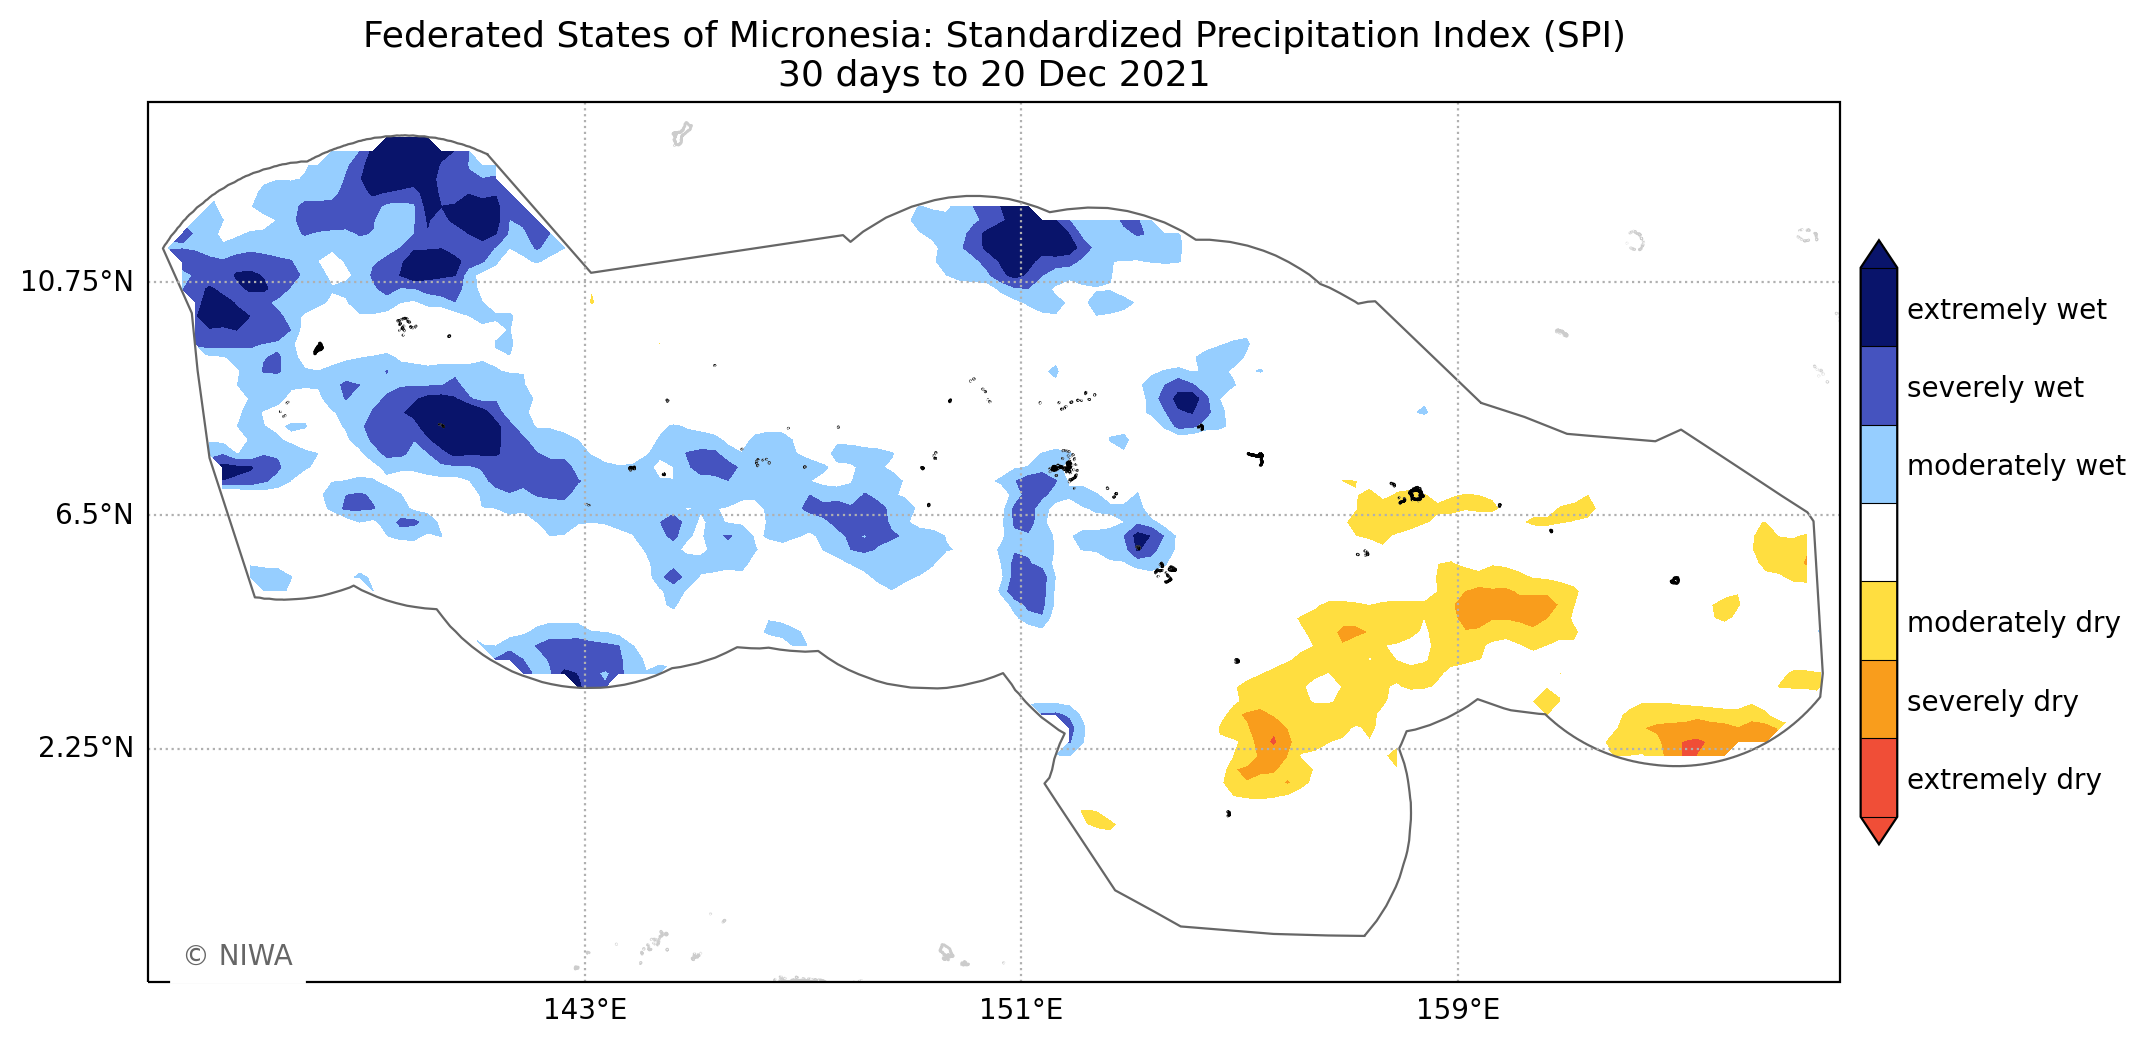 Federated States of Micronesia: Standardized Precipitation Index (SPI)
30 days to 20 Dec 2021
10.75°N
6.5°N
2.25°N
143°E
151°E
159°E
extremely wet
severely wet
moderately wet
moderately dry
severely dry
extremely dry
© NIWA